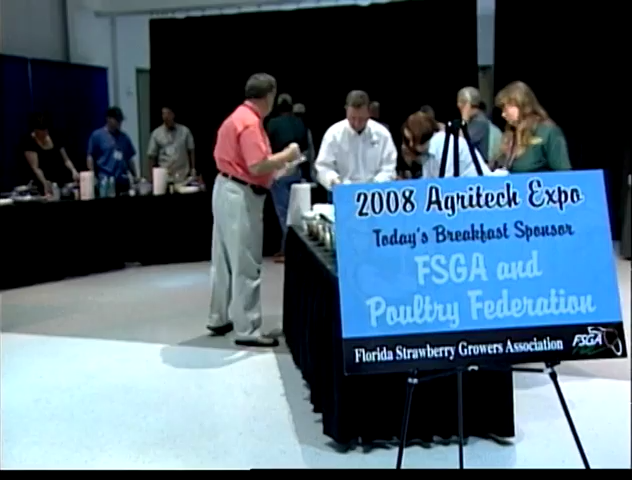 2008 Agritech Expo
Today's Breakfast Sponsor
FSGA and
Poultry Federation
Florida Strawberry Growers Association
FSGA